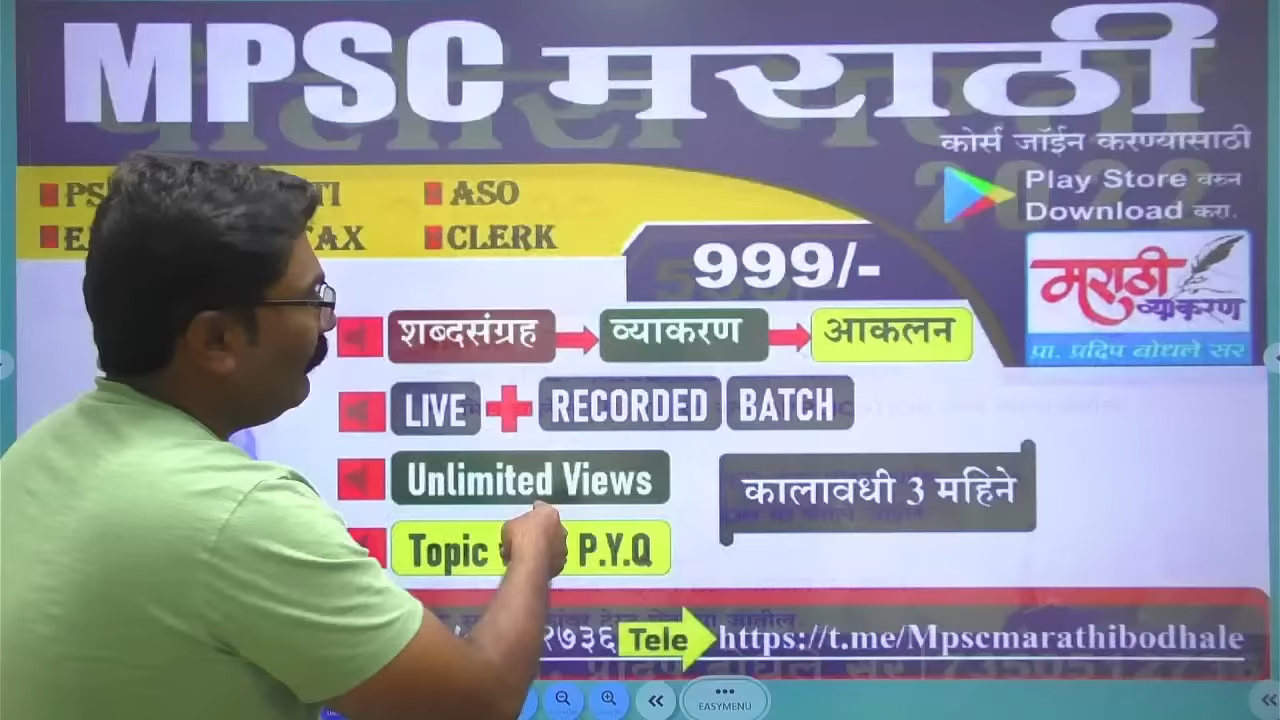 MPSC मराठी
कोर्स जॉईन करण्यासाठी
Play Store वरुन
Download करा.
ASO
CLERK
999/-
मराठी
व्याकरण
प्रा. प्रदिप बोधले सर
शब्दसंग्रह व्याकरण आकलन
LIVE + RECORDED BATCH
Unlimited Views
कालावधी 3 महिने
Topic P.Y.Q
२७३६ Tele https://t.me/Mpscmarathibodhale
EASYMENU